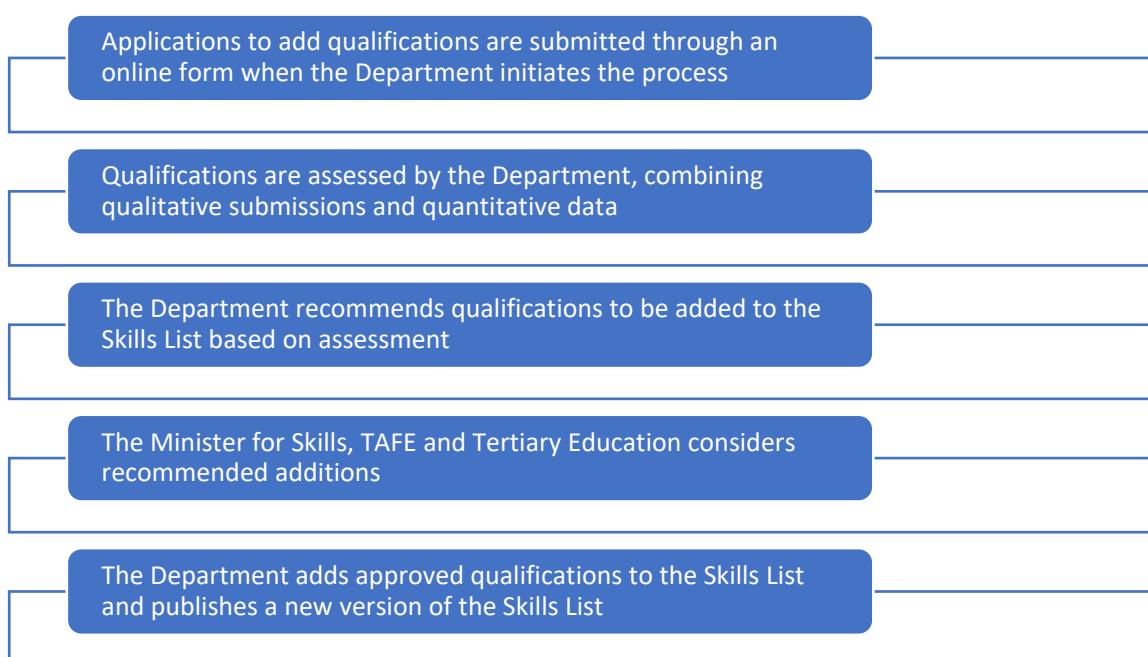 Applications to add qualifications are submitted through an
online form when the Department initiates the process
Qualifications are assessed by the Department, combining
qualitative submissions and quantitative data
The Department recommends qualifications to be added to the
Skills List based on assessment
The Minister for Skills, TAFE and Tertiary Education considers
recommended additions
The Department adds approved qualifications to the Skills List
and publishes a new version of the Skills List